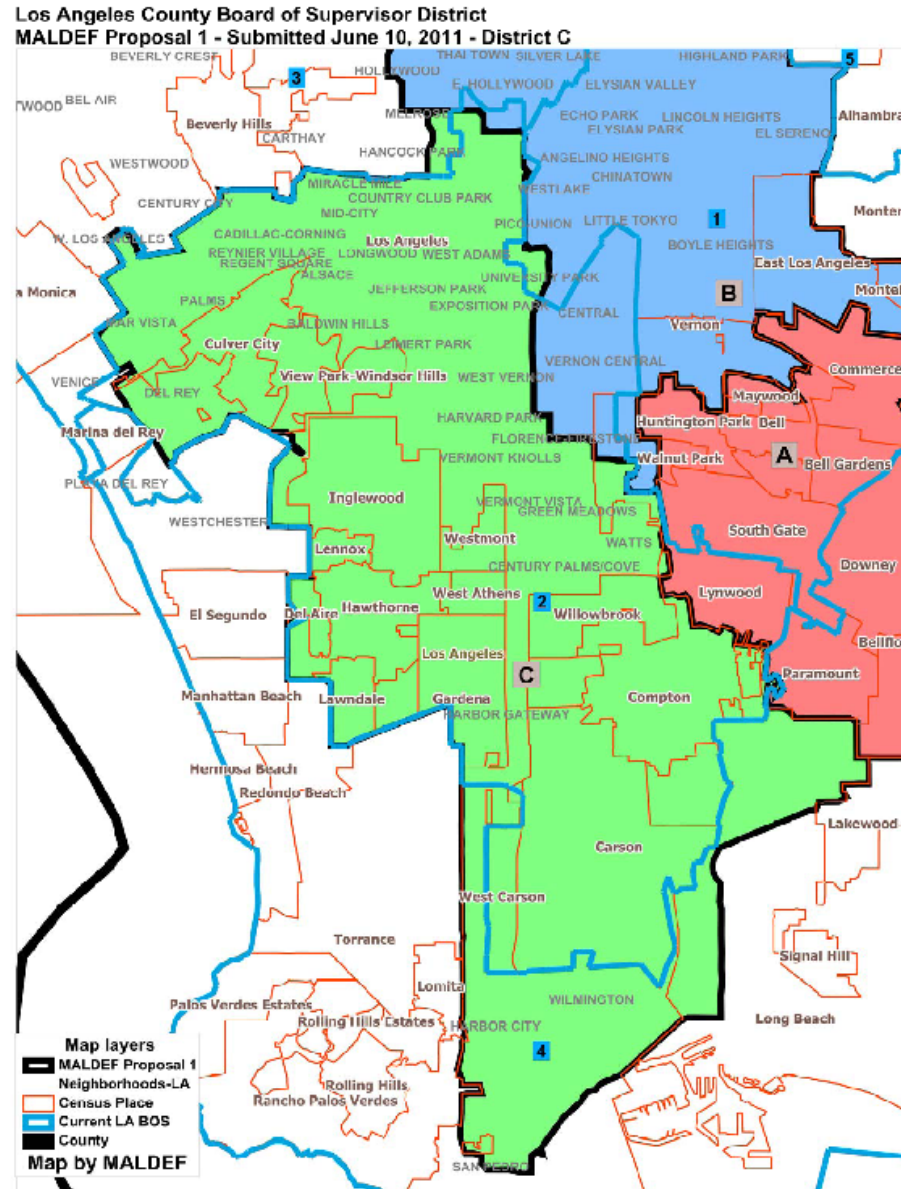 Los Angeles County Board of Supervisor District
MALDEF Proposal 1 - Submitted June 10, 2011 - District C
BEVERLY CREST
THAI TOWN SILVER LAKE
HIGHLAND PARK
5
HOLLYWOOD
3
E. HOLLYWOOD
ELYSIAN VALLEY
TWOOD BEL AIR
MELROSE
ECHO PARK
LINCOLN HEIGHTS
Alhambra
Beverly Hills
ELYSIAN PARK
EL SERENO
CARTHAY
HANCOCK PARK
ANGELINO HEIGHTS
WESTWOOD
CHINATOWN
MIRACLE MILE
WESTLAKE
CENTURY CITY
COUNTRY CLUB PARK
MID-CITY
PICO-UNION
LITTLE TOKYO
1
Monter
W. LOS ANGELES
CADILLAC-CORNING
Los Angeles
BOYLE HEIGHTS
REYNIER VILLAGE
LONGWOOD WEST ADAMS
East Los Angeles
REGENT SQUARE
ALSACE
UNIVERSITY PARK
a Monica
JEFFERSON PARK
B
Montel
PALMS
EXPOSITION PARK
CENTRAL
MAR VISTA
BALDWIN HILLS
Vernon
Culver City
LEIMERT PARK
VERNON CENTRAL
Commerce
VENICE
View Park-Windsor Hills
WEST VERNON
DEL REY
Maywood
HARVARD PARK
Huntington Park Bell
Marina del Rey
FLORENCE-FIRESTONE
A
VERMONT KNOLLS
Walnut Park
Bell Gardens
PLAYA DEL REY
Inglewood
VERMONT VISTA
WESTCHESTER
GREEN MEADOWS
South Gate
Lennox
Westmont
WATTS
CENTURY PALMS/COVE
Downey
West Athens
Lynwood
El Segundo
Del Aire
Hawthorne
2
Willowbrook
Bellflo
Los Angeles
C
Paramount
Manhattan Beach
Lawndale
Gardena
Compton
HARBOR GATEWAY
Hermosa Beach
Redondo Beach
Lakewood
Carson
West Carson
Torrance
Signal Hill
Lomita
Palos Verdes Estates
WILMINGTON
Long Beach
Rolling Hills Estates
HARBOR CITY
4
Rolling Hills
Rancho Palos Verdes
SAN PEDRO
Map layers
MALDEF Proposal 1
Neighborhoods-LA
Census Place
Current LA BOS
County
Map by MALDEF